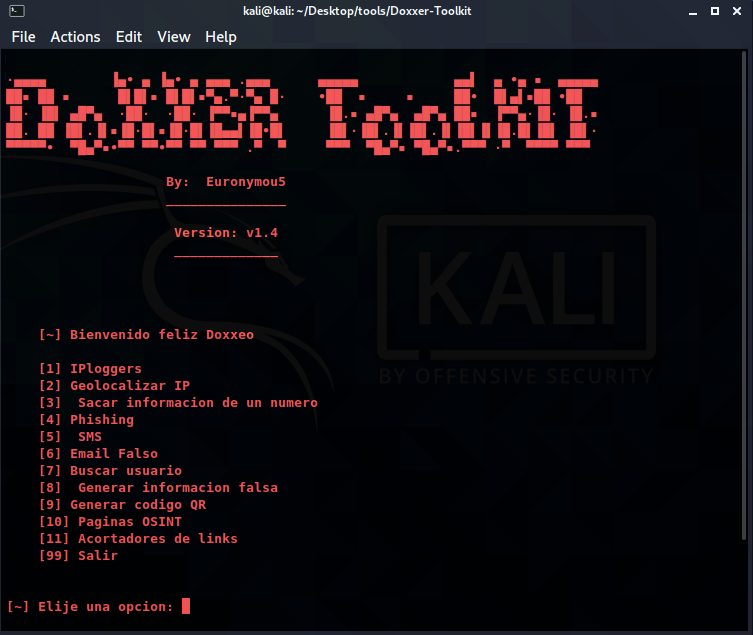 kali@kali: ~/Desktop/tools/Doxxer-Toolkit
File Actions Edit View Help
Doxxer Toolkit
By: Euronymou5
_______________
Version: v1.4
_____________
KALI
BY OFFENSIVE SECURITY
[~] Bienvenido feliz Doxxeo
[1] IPloggers
[2] Geolocalizar IP
[3]  Sacar informacion de un numero
[4] Phishing
[5]  SMS
[6] Email Falso
[7] Buscar usuario
[8]  Generar informacion falsa
[9] Generar codigo QR
[10] Paginas OSINT
[11] Acortadores de links
[99] Salir
[~] Elije una opcion: